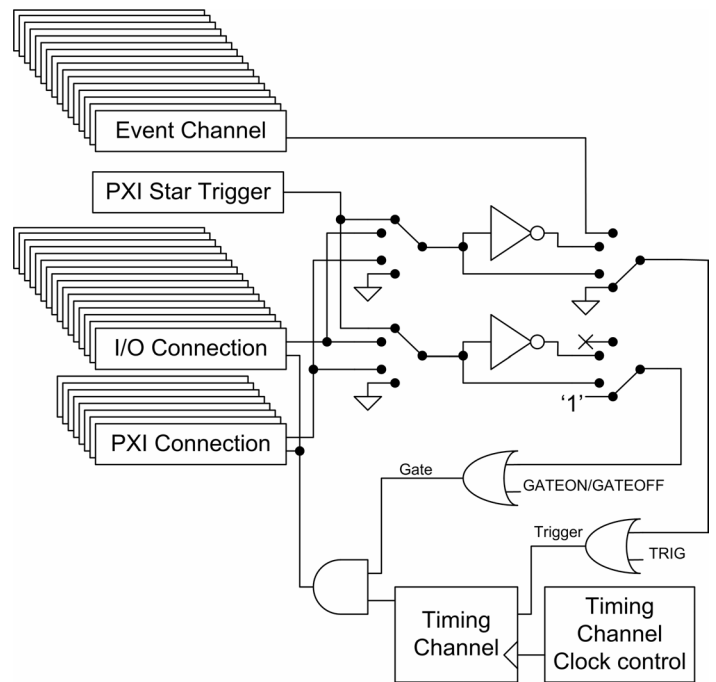 Event Channel
PXI Star Trigger
I/O Connection
‘1’
PXI Connection
Gate
GATEON/GATEOFF
Trigger
TRIG
Timing
Channel
Timing
Channel
Clock control